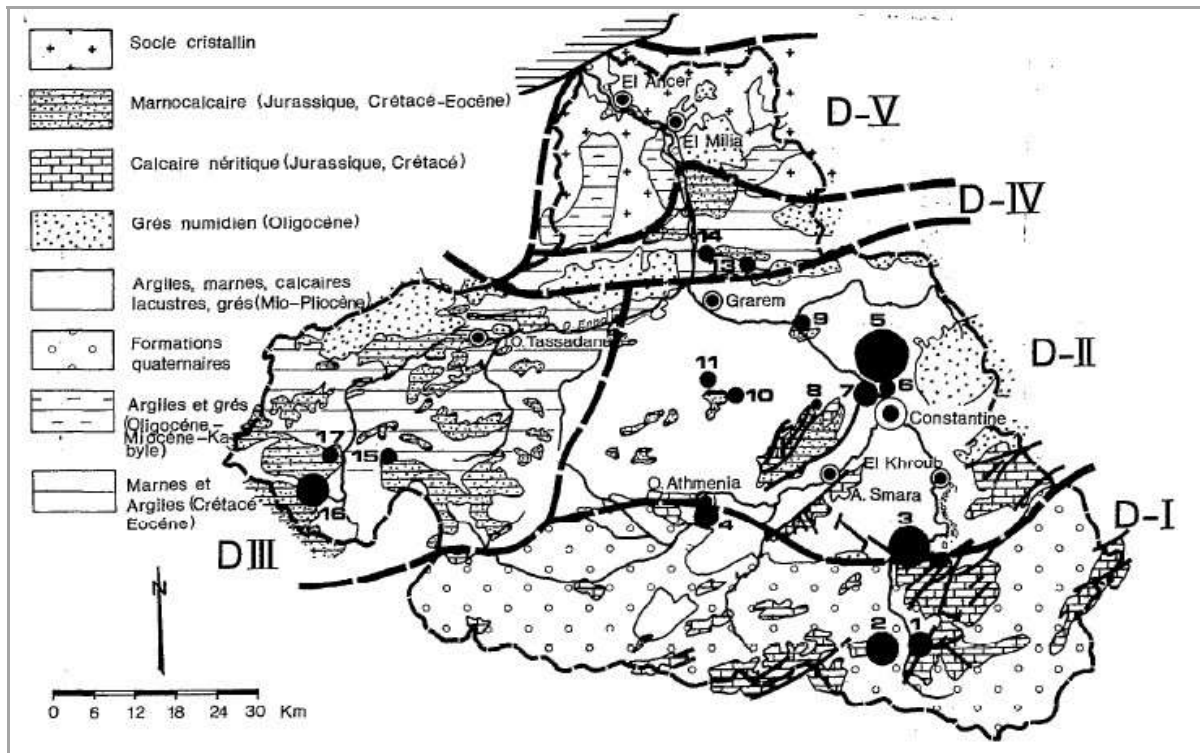 Socle cristallin
Marnocalcaire (Jurassique, Crétacé-Eocène)
Calcaire néritique (Jurassique, Crétacé)
Grés numidien (Oligocène)
Argiles, marnes, calcaires
lacustres, grés (Mio-Pliocène)
Formations
quaternaires
Argiles et grés
(Oligocène-
Miocène-Ka-
byle)
Marnes et
Argiles (Crétacé
Eocène)
N
0 6 12 18 24 30 Km
El Ancer
El Milia
D-V
D-IV
14
13
Grarem
9
5
O. Tassadana
D-II
11
10
8
7
6
Constantine
17
15
16
El Khroub
O. Athmenia
A. Smara
4
3
D-I
D III
2
1